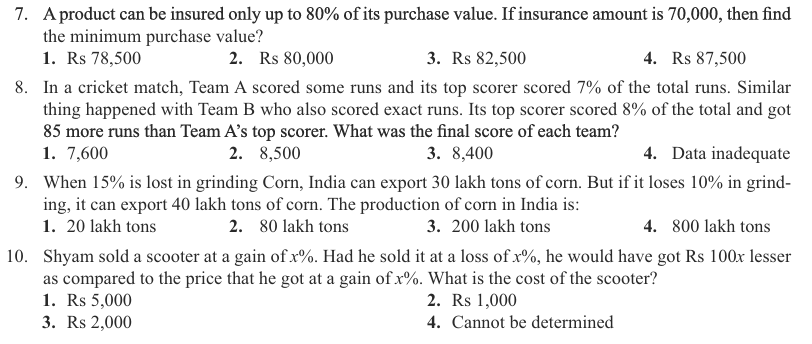 7. A product can be insured only up to 80% of its purchase value. If insurance amount is 70,000, then find
the minimum purchase value?
1. Rs 78,500 2. Rs 80,000 3. Rs 82,500 4. Rs 87,500
8. In a cricket match, Team A scored some runs and its top scorer scored 7% of the total runs. Similar
thing happened with Team B who also scored exact runs. Its top scorer scored 8% of the total and got
85 more runs than Team A's top scorer. What was the final score of each team?
1. 7,600 2. 8,500 3. 8,400 4. Data inadequate
9. When 15% is lost in grinding Corn, India can export 30 lakh tons of corn. But if it loses 10% in grind-
ing, it can export 40 lakh tons of corn. The production of corn in India is:
1. 20 lakh tons 2. 80 lakh tons 3. 200 lakh tons 4. 800 lakh tons
10. Shyam sold a scooter at a gain of x%. Had he sold it at a loss of x%, he would have got Rs 100x lesser
as compared to the price that he got at a gain of x%. What is the cost of the scooter?
1. Rs 5,000 2. Rs 1,000
3. Rs 2,000 4. Cannot be determined